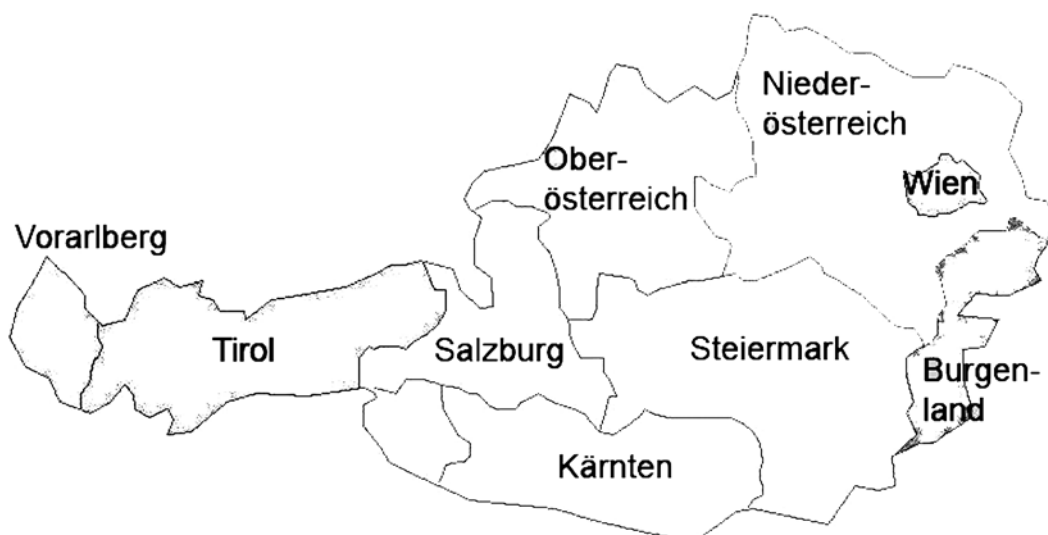 Nieder-
österreich
Ober-
österreich
Wien
Vorarlberg
Tirol
Salzburg
Steiermark
Burgen-
land
Kärnten